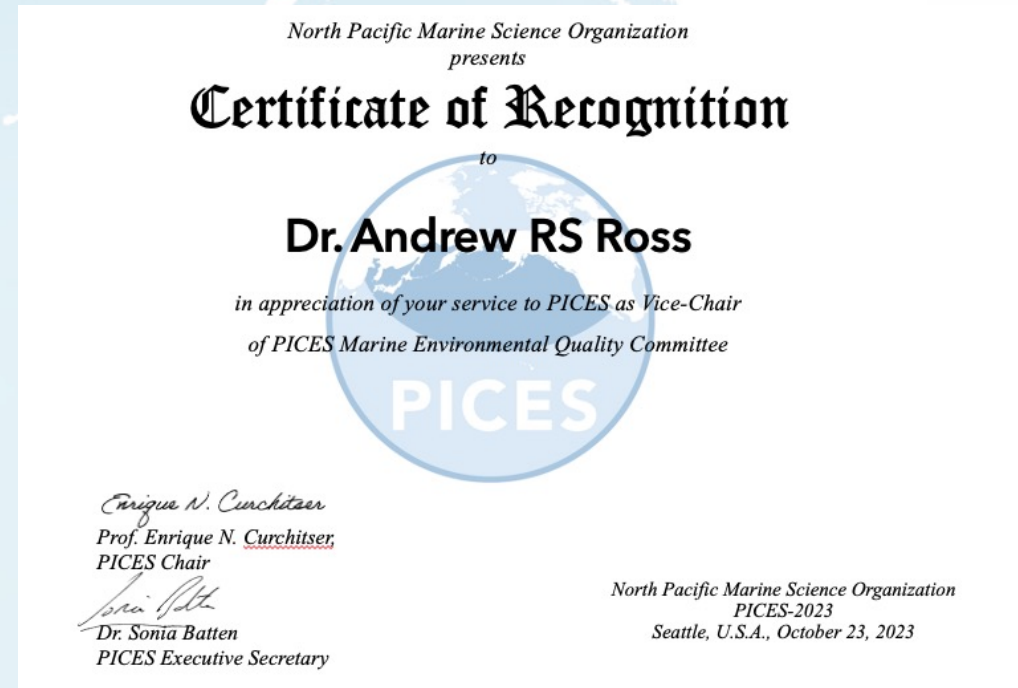 North Pacific Marine Science Organization
presents
Certificate of Recognition
to
Dr. Andrew RS Ross
in appreciation of your service to PICES as Vice-Chair
of PICES Marine Environmental Quality Committee
PICES
Enrique N. Curchitser
Prof. Enrique N. Curchitser,
PICES Chair
Sonia Batten
Dr. Sonia Batten
PICES Executive Secretary
North Pacific Marine Science Organization
PICES-2023
Seattle, U.S.A., October 23, 2023